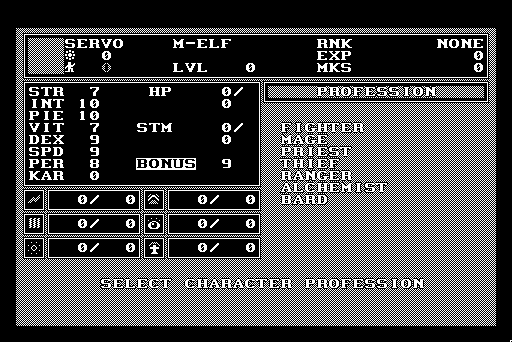 SERVO M-ELF RNK NONE
0 EXP 0
LVL 0 MKS 0
STR 7 HP 0/
INT 10 0
PIE 10
VIT 7 STM 0/
DEX 9 0
SPD 9
PER 8 BONUS 9
KAR 0
PROFESSION
FIGHTER
MAGE
PRIEST
THIEF
RANGER
ALCHEMIST
BARD
0/ 0 0/ 0
0/ 0 0/ 0
0/ 0 0/ 0
SELECT CHARACTER PROFESSION